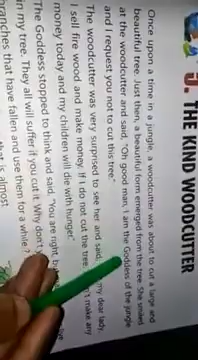 J. THE KIND WOODCUTTER
Once upon a time in a jungle, a woodcutter was about to cut a large and
beautiful tree. Just then, a beautiful form emerged from the tree. She smiled
at the woodcutter and said, "Oh good man, I am the Goddess of the jungle
and I request you not to cut this tree."
The woodcutter was very surprised to see her and said, my dear lady,
I sell fire wood and make money. If I do not cut the tree make any
money today and my children will die with hunger.
The Goddess stopped to think and said, "You are right, live
in my tree. They all will suffer if you cut it. Why don't
branches that have fallen and use them for a while?
that is almost